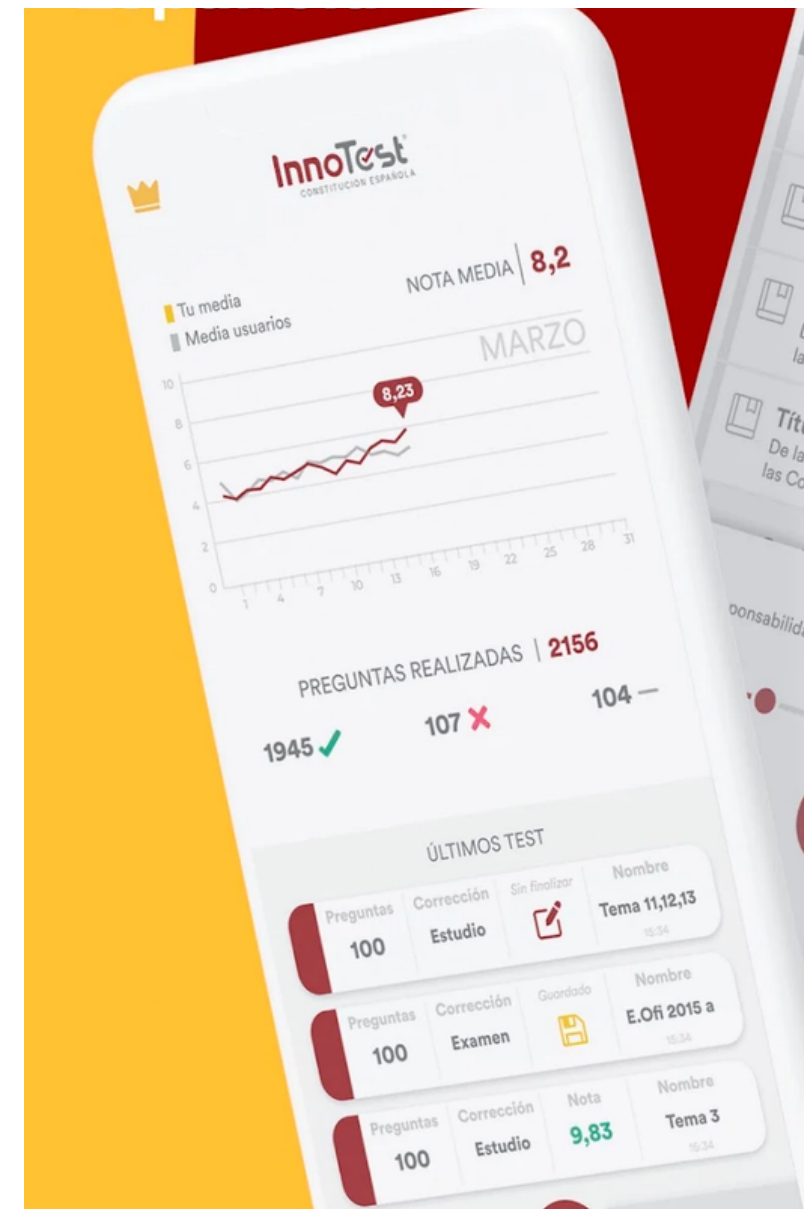 InnoTest
CONSTITUCIÓN ESPAÑOLA
NOTA MEDIA | 8,2
Tu media
Media usuarios
MARZO
10
8
6
4
2
0
8,23
1 4 7 10 13 16 19 22 25 28 31
PREGUNTAS REALIZADAS | 2156
1945 107 104
ÚLTIMOS TEST
Preguntas Corrección Sin finalizar Nombre
100 Estudio Tema 11,12,13
15:34
Preguntas Corrección Guardado Nombre
100 Examen E.Ofi 2015 a
15:34
Preguntas Corrección Nota Nombre
100 Estudio 9,83 Tema 3
15:34
De la
las Co